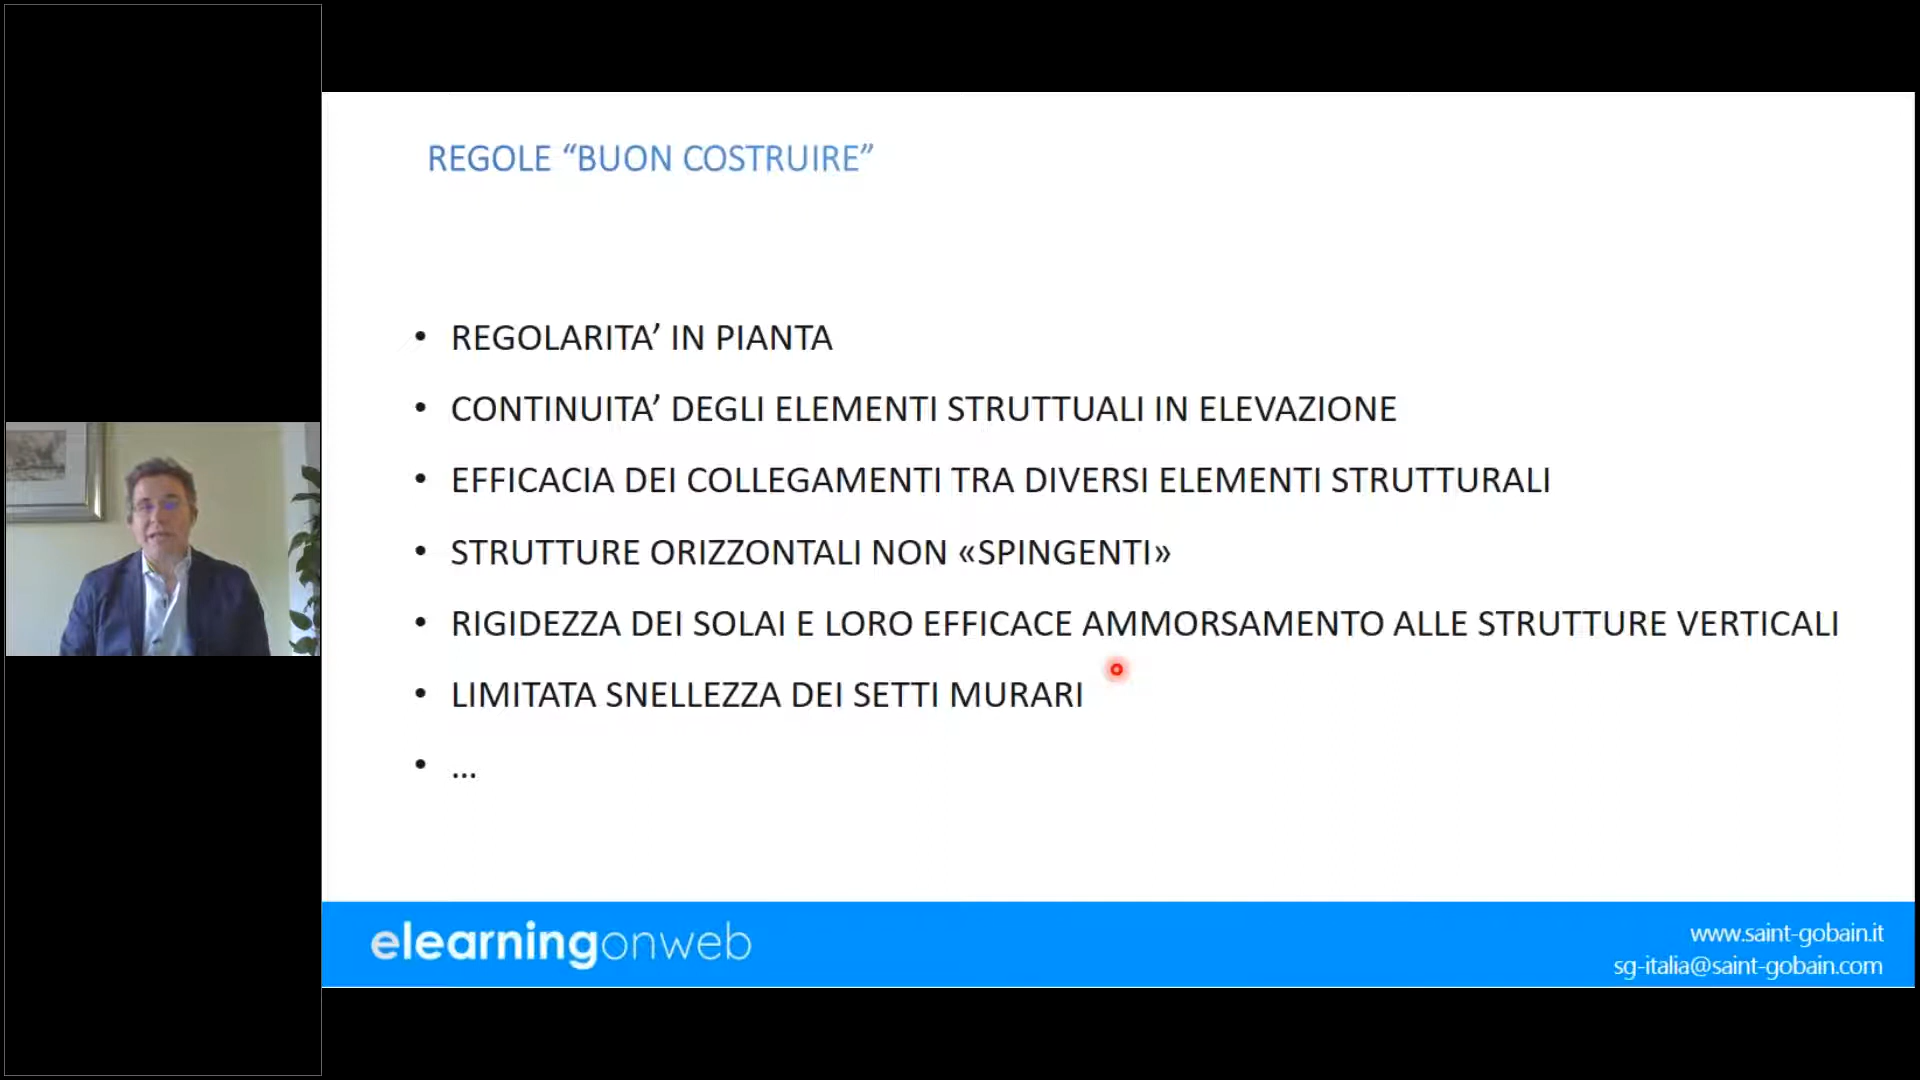 REGOLE “BUON COSTRUIRE”
• REGOLARITA’ IN PIANTA
• CONTINUITA’ DEGLI ELEMENTI STRUTTUALI IN ELEVAZIONE
• EFFICACIA DEI COLLEGAMENTI TRA DIVERSI ELEMENTI STRUTTURALI
• STRUTTURE ORIZZONTALI NON «SPINGENTI»
• RIGIDEZZA DEI SOLAI E LORO EFFICACE AMMORSAMENTO ALLE STRUTTURE VERTICALI
• LIMITATA SNELLEZZA DEI SETTI MURARI
• ...
elearningonweb
www.saint-gobain.it
sg-italia@saint-gobain.com